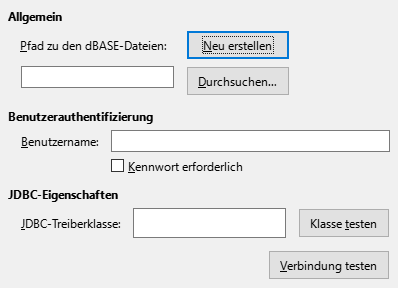 Allgemein
Pfad zu den dBASE-Dateien: Neu erstellen
Durchsuchen...
Benutzerauthentifizierung
Benutzername:
Kennwort erforderlich
JDBC-Eigenschaften
JDBC-Treiberklasse: Klasse testen
Verbindung testen